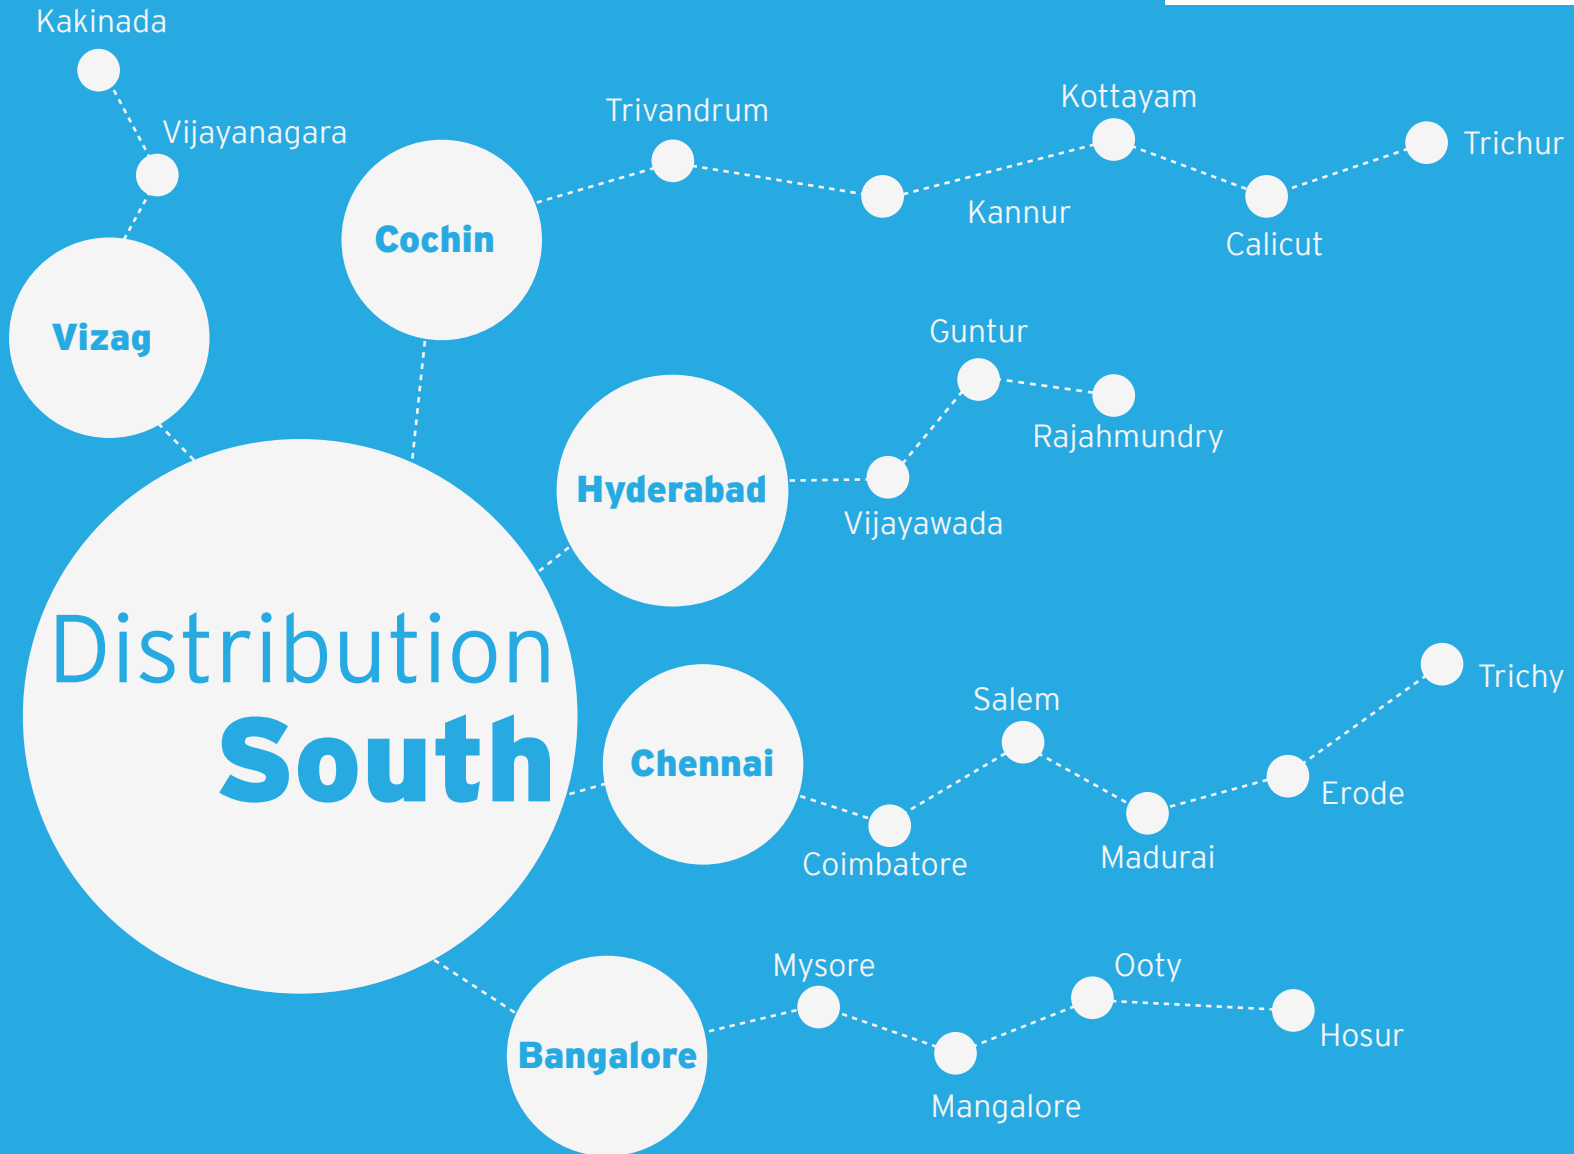 Kakinada
Vijayanagara
Vizag
Cochin
Trivandrum
Kannur
Kottayam
Calicut
Trichur
Hyderabad
Vijayawada
Guntur
Rajahmundry
Distribution
South
Chennai
Coimbatore
Salem
Madurai
Erode
Trichy
Bangalore
Mysore
Mangalore
Ooty
Hosur